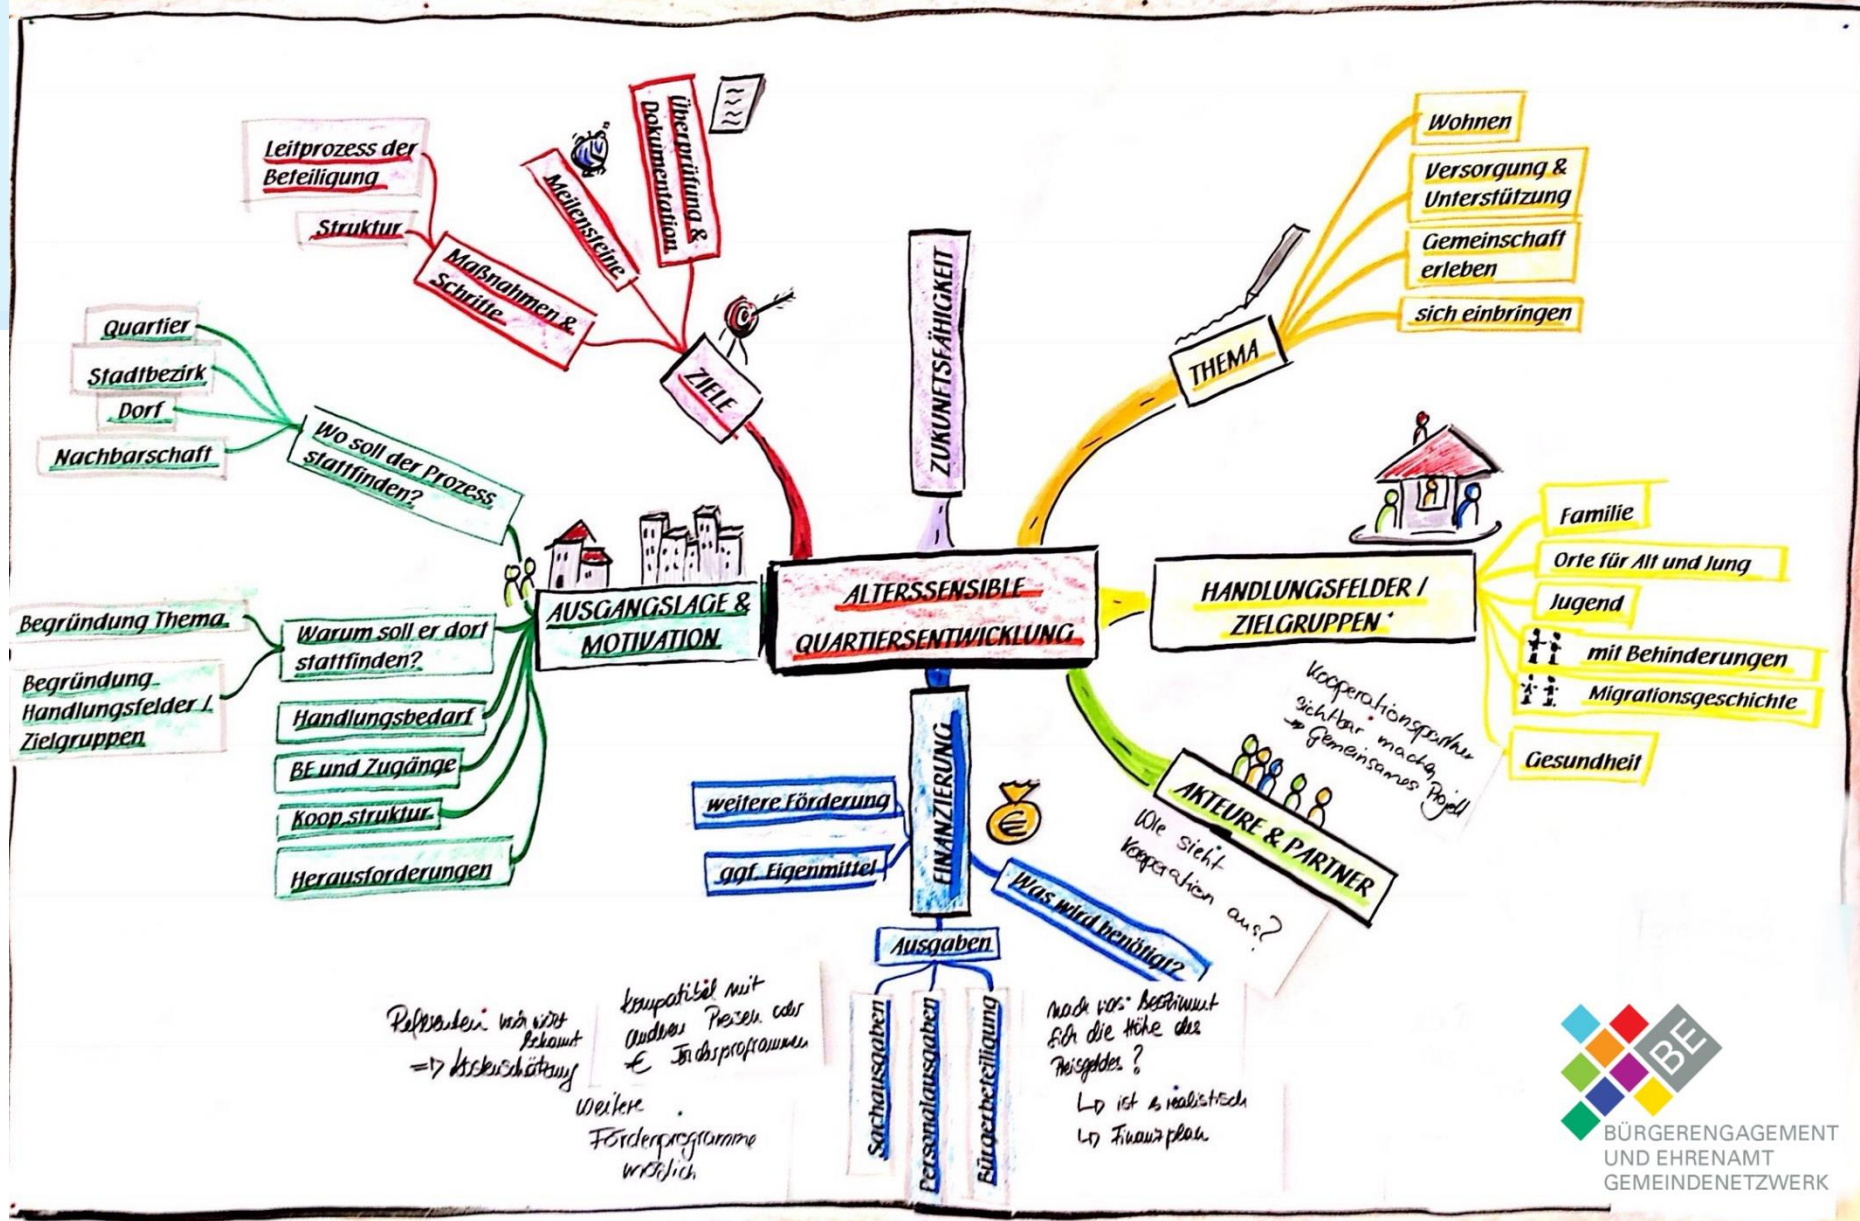 Leitprozess der
Beteiligung
Struktur
Maßnahmen &
Schritte
Meilensteine
Überprüfung &
Dokumentation
ZIELE
ZUKUNFTSFÄHIGKEIT
THEMA
Wohnen
Versorgung &
Unterstützung
Gemeinschaft
erleben
sich einbringen
Quartier
Stadtbezirk
Dorf
Nachbarschaft
Wo soll der Prozess
stattfinden?
Begründung Thema
Begründung
Handlungsfelder /
Zielgruppen
Warum soll er dort
stattfinden?
Handlungsbedarf
BE und Zugänge
Koop.struktur
Herausforderungen
AUSGANGSLAGE &
MOTIVATION
ALTERSSENSIBLE
QUARTIERSENTWICKLUNG
HANDLUNGSFELDER /
ZIELGRUPPEN*
Familie
Orte für Alt und Jung
Jugend
mit Behinderungen
Migrationsgeschichte
Gesundheit
Kooperationspartner
sichtbar machen
→ Gemeinsames Projekt
AKTEURE & PARTNER
Wie sieht
Kooperation aus?
FINANZIERUNG
weitere Förderung
ggf. Eigenmittel
€
Was wird benötigt?
Ausgaben
Sachausgaben
Personalausgaben
Bürgerbeteiligung
Referenten
bekannt
kompatibel mit
anderen Preisen oder
€ Förderprogrammen
weitere
Förderprogramme
möglich
nach was Bestimmt
sich die Höhe des
Preisgeldes?
↳ ist es realistisch
↳ Finanzplan
BE
BÜRGERENGAGEMENT
UND EHRENAMT
GEMEINDENETZWERK